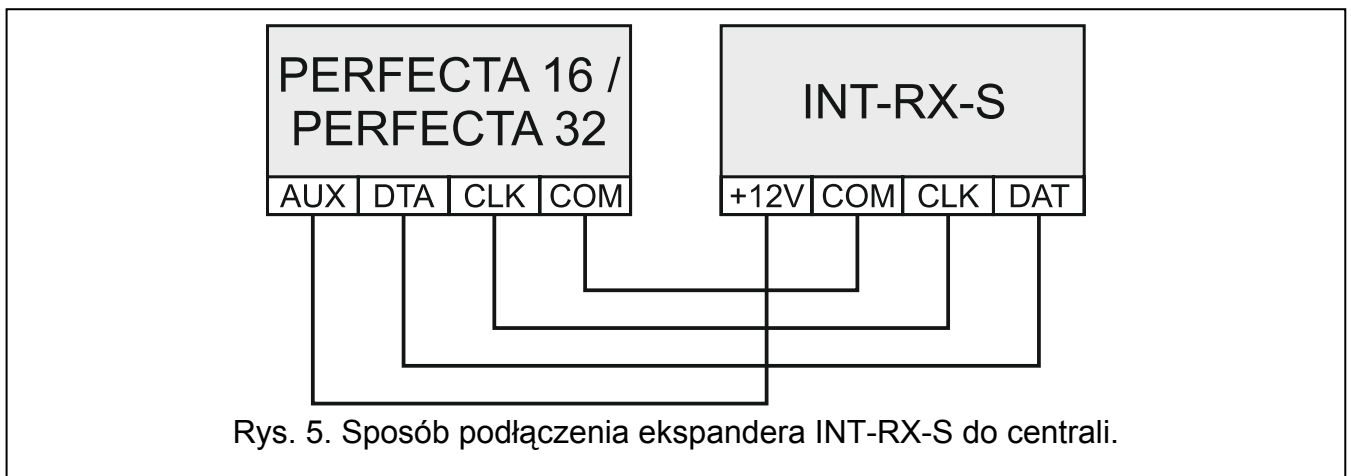 PERFECTA 16 /
PERFECTA 32
AUX DTA CLK COM
INT-RX-S
+12V COM CLK DAT
Rys. 5. Sposób podłączenia ekspandera INT-RX-S do centrali.